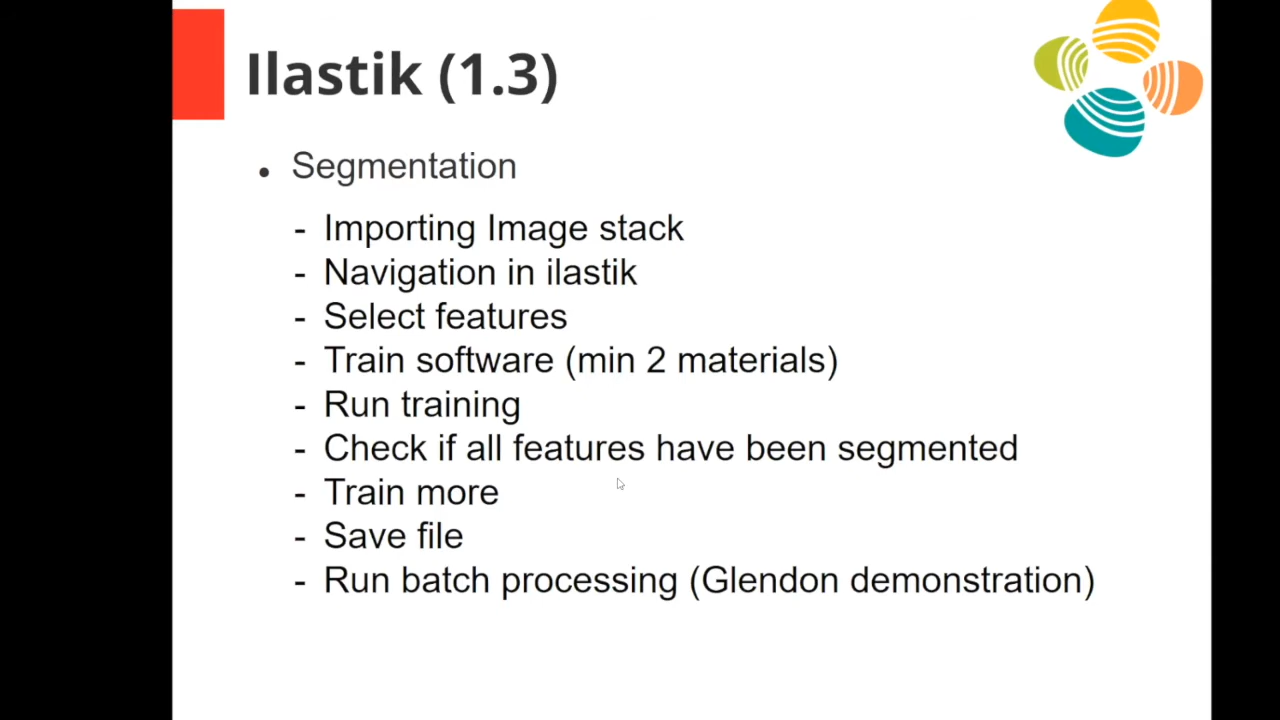 Ilastik (1.3)
• Segmentation
- Importing Image stack
- Navigation in ilastik
- Select features
- Train software (min 2 materials)
- Run training
- Check if all features have been segmented
- Train more
- Save file
- Run batch processing (Glendon demonstration)